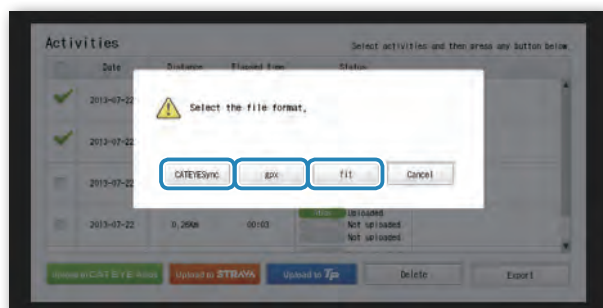 Activities
Select activities and then press any button below.
Date Distance Elapsed time Status
2013-07-22
Select the file format.
2013-07-22
CATEYESync gpx fit Cancel
2013-07-22
Uploaded
2013-07-22 00:03 Not uploaded
Not uploaded
Upload to STRAVA Upload to Tp Delete Export